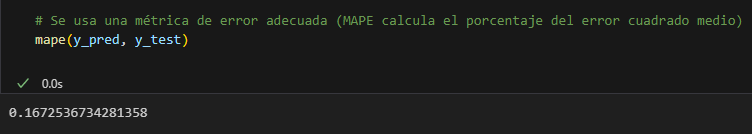 # Se usa una métrica de error adecuada (MAPE calcula el porcentaje del error cuadrado medio)
mape(y_pred, y_test)
✓ 0.0s
0.1672536734281358